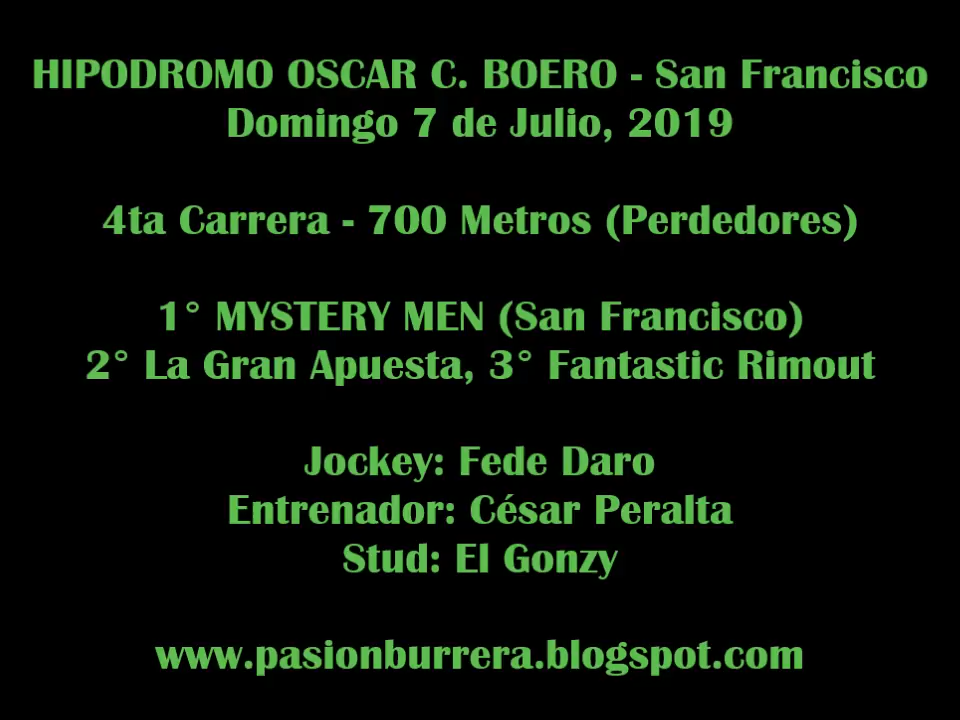 HIPODROMO OSCAR C. BOERO - San Francisco
Domingo 7 de Julio, 2019
4ta Carrera - 700 Metros (Perdedores)
1° MYSTERY MEN (San Francisco)
2° La Gran Apuesta, 3° Fantastic Rimout
Jockey: Fede Daro
Entrenador: César Peralta
Stud: El Gonzy
www.pasionburrera.blogspot.com